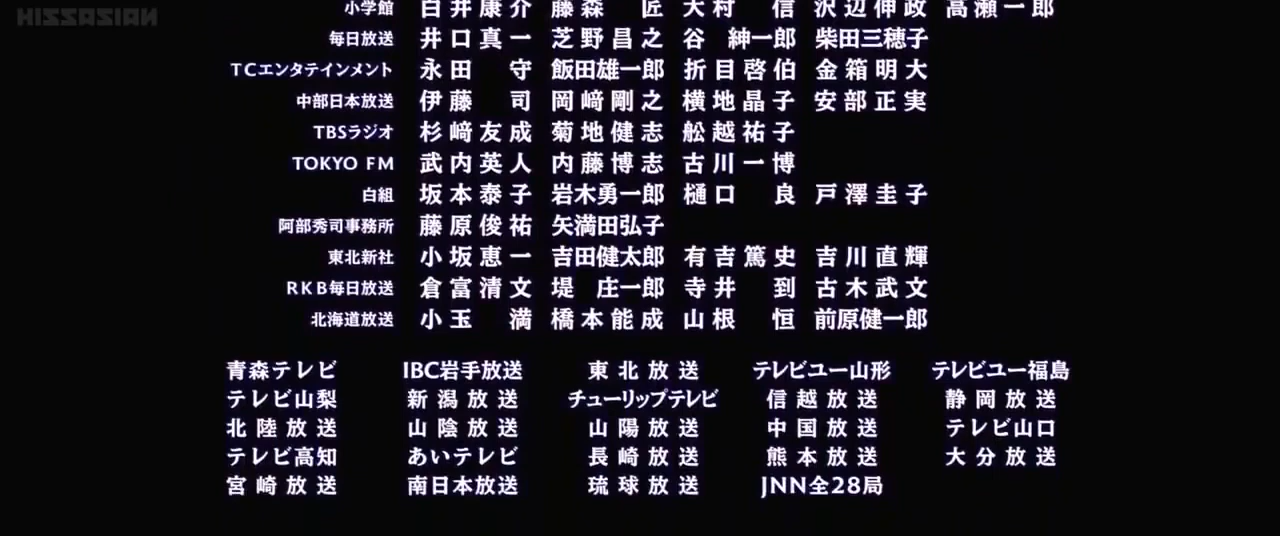 HISSASIAN
小学館 白井康介 藤森 匠 大村 信 沢辺伸政 高瀬一郎
毎日放送 井口真一 芝野昌之 谷 紳一郎 柴田三穂子
TCエンタテインメント 永田 守 飯田雄一郎 折目啓伯 金箱明大
中部日本放送 伊藤 司 岡﨑剛之 横地晶子 安部正実
TBSラジオ 杉﨑友成 菊地健志 舩越祐子
TOKYO FM 武内英人 内藤博志 古川一博
白組 坂本泰子 岩木勇一郎 樋口 良 戸澤圭子
阿部秀司事務所 藤原俊祐 矢満田弘子
東北新社 小坂恵一 吉田健太郎 有吉篤史 吉川直輝
RKB毎日放送 倉富清文 堤 庄一郎 寺井 到 古木武文
北海道放送 小玉 満 橋本能成 山根 恒 前原健一郎
青森テレビ IBC岩手放送 東北放送 テレビユー山形 テレビユー福島
テレビ山梨 新潟放送 チューリップテレビ 信越放送 静岡放送
北陸放送 山陰放送 山陽放送 中国放送 テレビ山口
テレビ高知 あいテレビ 長崎放送 熊本放送 大分放送
宮崎放送 南日本放送 琉球放送 JNN全28局